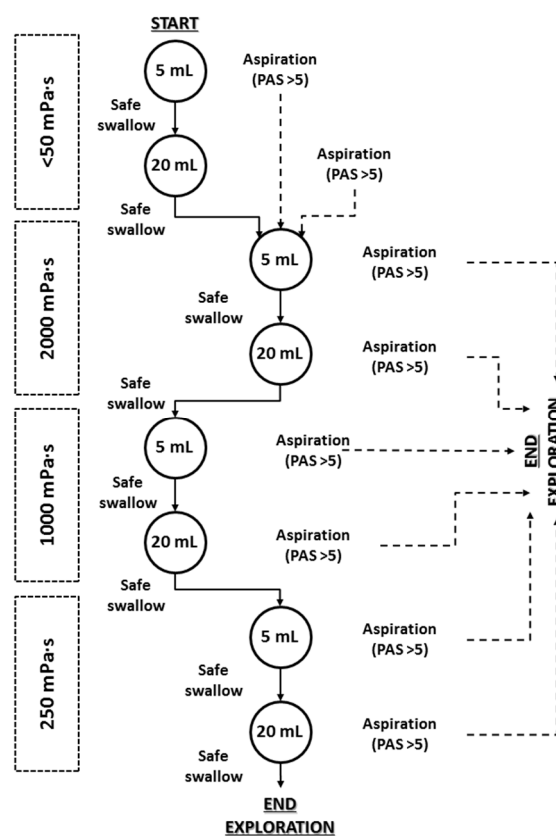 START
<50 mPa·s
5 mL
Aspiration
(PAS >5)
Safe
swallow
20 mL
Aspiration
(PAS >5)
Safe
swallow
2000 mPa·s
5 mL
Aspiration
(PAS >5)
Safe
swallow
20 mL
Aspiration
(PAS >5)
Safe
swallow
1000 mPa·s
5 mL
Aspiration
(PAS >5)
END
EXPLORATION
Safe
swallow
20 mL
Aspiration
(PAS >5)
Safe
swallow
250 mPa·s
5 mL
Aspiration
(PAS >5)
Safe
swallow
20 mL
Aspiration
(PAS >5)
Safe
swallow
END
EXPLORATION